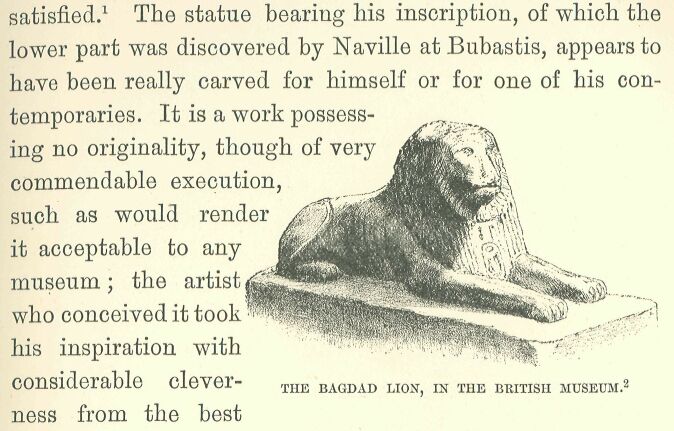 satisfied.¹ The statue bearing his inscription, of which the
lower part was discovered by Naville at Bubastis, appears to
have been really carved for himself or for one of his con-
temporaries. It is a work possess-
ing no originality, though of very
commendable execution,
such as would render
it acceptable to any
museum ; the artist
who conceived it took
his inspiration with
considerable clever-
ness from the best
THE BAGDAD LION, IN THE BRITISH MUSEUM.²